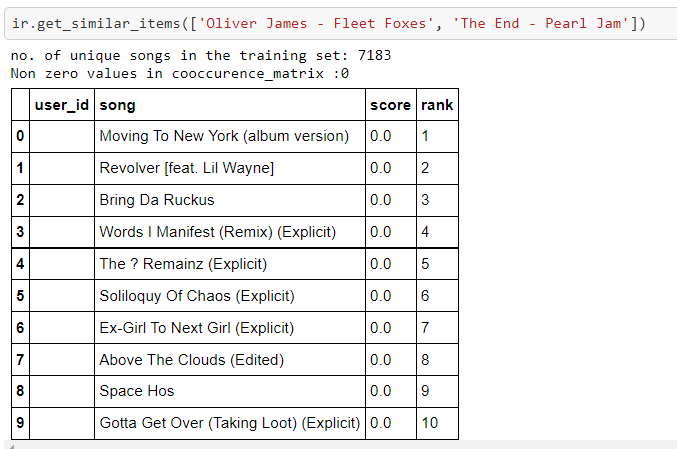 ir.get_similar_items(['Oliver James - Fleet Foxes', 'The End - Pearl Jam'])
no. of unique songs in the training set: 7183
Non zero values in cooccurence_matrix :0
user_id song score rank
0 Moving To New York (album version) 0.0 1
1 Revolver [feat. Lil Wayne] 0.0 2
2 Bring Da Ruckus 0.0 3
3 Words I Manifest (Remix) (Explicit) 0.0 4
4 The ? Remainz (Explicit) 0.0 5
5 Soliloquy Of Chaos (Explicit) 0.0 6
6 Ex-Girl To Next Girl (Explicit) 0.0 7
7 Above The Clouds (Edited) 0.0 8
8 Space Hos 0.0 9
9 Gotta Get Over (Taking Loot) (Explicit) 0.0 10